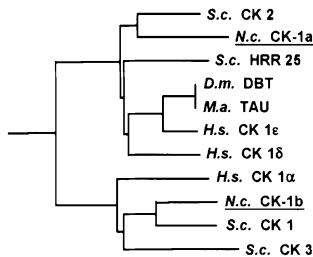 S.c. CK 2
N.c. CK-1a
S.c. HRR 25
D.m. DBT
M.a. TAU
H.s. CK 1ε
H.s. CK 1δ
H.s. CK 1α
N.c. CK-1b
S.c. CK 1
S.c. CK 3